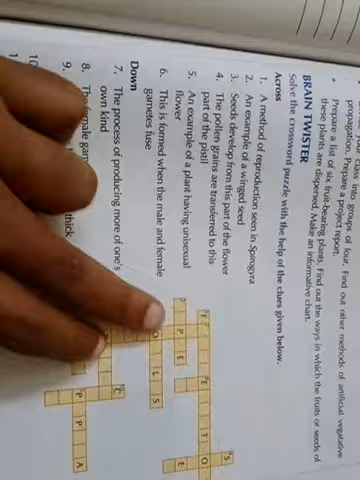 your class into groups of four. Find out other methods of artificial vegetative
propagation. Prepare a project report.
Prepare a list of six fruit-bearing plants. Find out the ways in which the fruits or seeds of
these plants are dispersed. Make an informative chart.
BRAIN TWISTER
Solve the crossword puzzle with the help of the clues given below.
Across
1. A method of reproduction seen in Spirogyra
2. An example of a winged seed
3. Seeds develop from this part of the flower
4. The pollen grains are transferred to this
part of the pistil
5. An example of a plant having unisexual
flower
6. This is formed when the male and female
gametes fuse
Down
7. The process of producing more of one's
own kind
8. The female gam
9. thick
10
S
F E T O
P E E
O L S
C
P P A